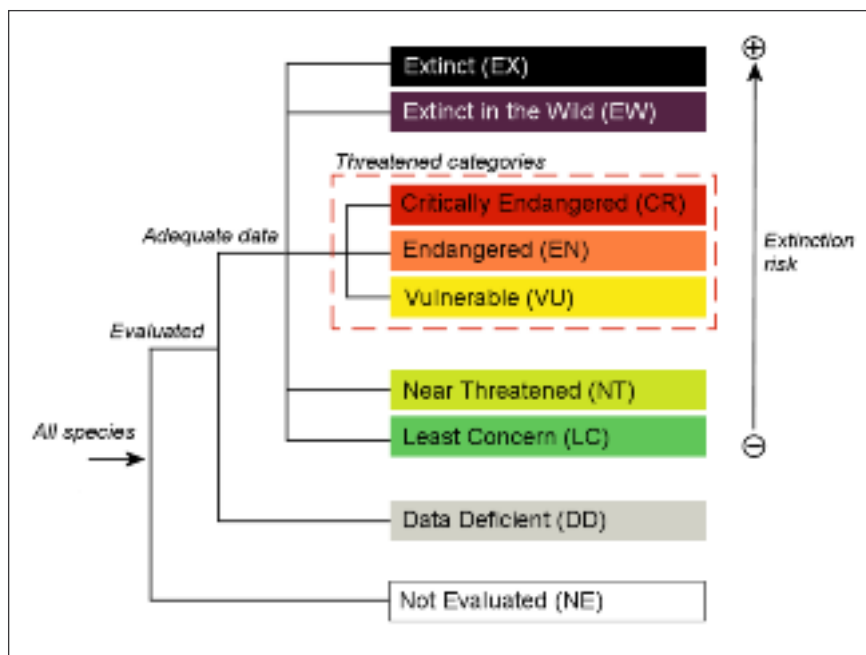 Extinct (EX)
Extinct in the Wild (EW)
Threatened categories
Critically Endangered (CR)
Adequate data
Endangered (EN)
Extinction
risk
Vulnerable (VU)
Evaluated
Near Threatened (NT)
All species
Least Concern (LC)
Data Deficient (DD)
Not Evaluated (NE)